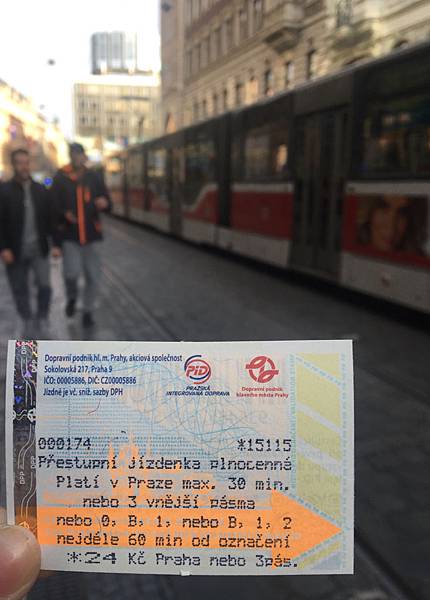 Dopravní podnik hl. m. Prahy, akciová společnost
Sokolovská 217, Praha 9
IČO: 00005886, DIČ: CZ00005886
Jízdné je vč. sníž. sazby DPH
PID
PRAŽSKÁ
INTEGROVANÁ DOPRAVA
Dopravní podnik
hlavního města Prahy
000174 *15115
Přestupní jízdenka plnocenná
Platí v Praze max. 30 min.
nebo 3 vnější pásma
nebo 0, B, 1, nebo B, 1, 2
nejdéle 60 min od označení
*:24 Kč Praha nebo 3pás.